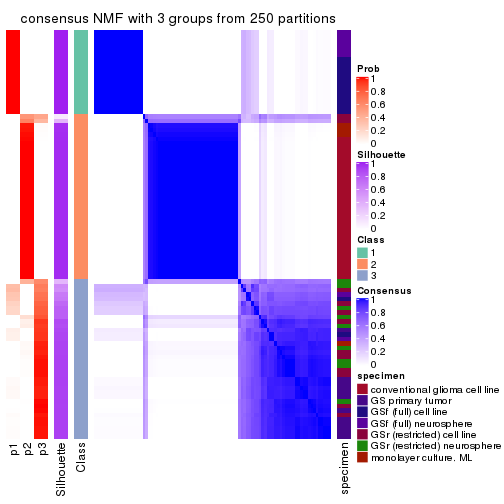 consensus NMF with 3 groups from 250 partitions
Prob
1
0.8
0.6
0.4
0.2
0
Silhouette
1
0.8
0.6
0.4
0.2
0
Class
1
2
3
Consensus
1
0.8
0.6
0.4
0.2
0
specimen
conventional glioma cell line
GS primary tumor
GSf (full) cell line
GSf (full) neurosphere
GSr (restricted) cell line
GSr (restricted) neurosphere
monolayer culture. ML
p1
p2
p3
Silhouette
Class
specimen